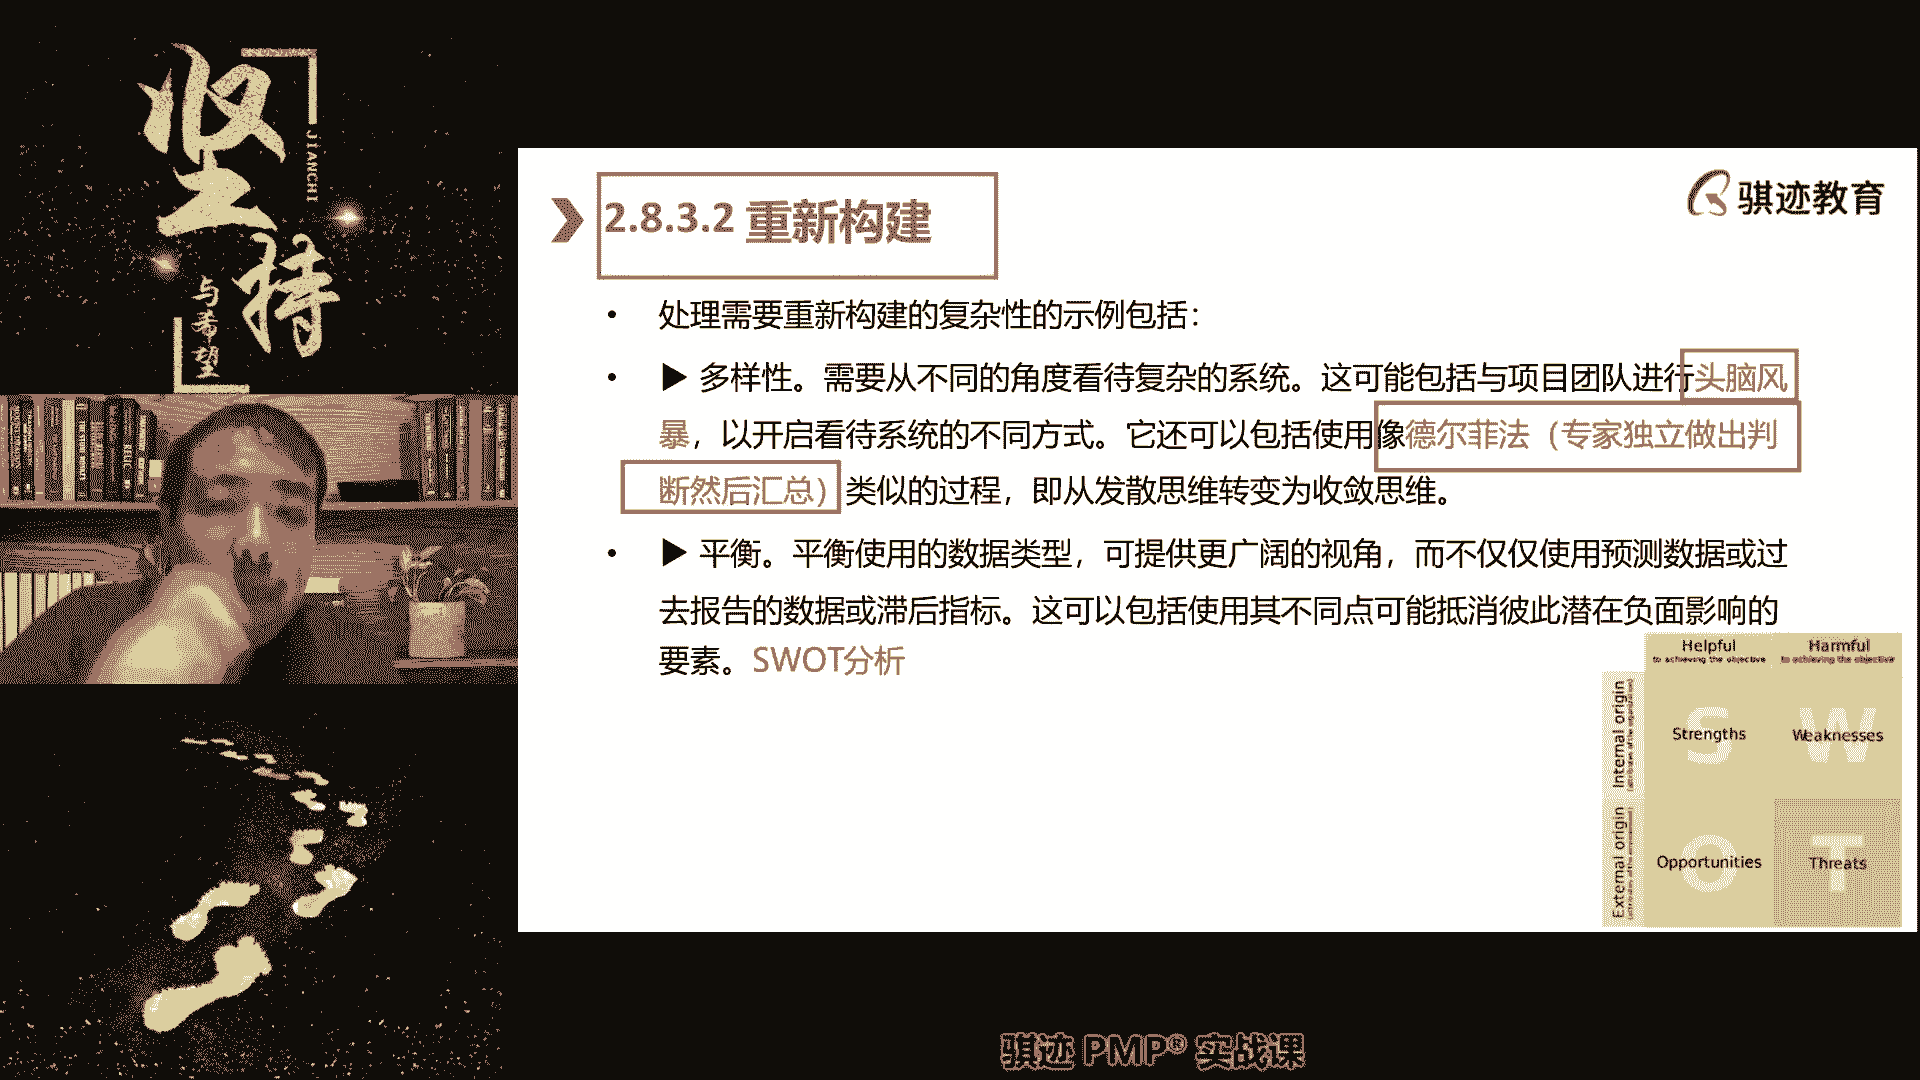 坚持
JIANCHI
与希望
骐迹教育
2.8.3.2 重新构建
• 处理需要重新构建的复杂性的示例包括：
• ▶ 多样性。需要从不同的角度看待复杂的系统。这可能包括与项目团队进行头脑风
暴，以开启看待系统的不同方式。它还可以包括使用像德尔菲法（专家独立做出判
断然后汇总）类似的过程，即从发散思维转变为收敛思维。
• ▶ 平衡。平衡使用的数据类型，可提供更广阔的视角，而不仅仅使用预测数据或过
去报告的数据或滞后指标。这可以包括使用其不同点可能抵消彼此潜在负面影响的
要素。SWOT分析
Helpful
to achieving the objective
Harmful
to achieving the objective
Internal origin
S
Strengths
W
Weaknesses
External origin
O
Opportunities
T
Threats
骐迹 PMP® 实战课